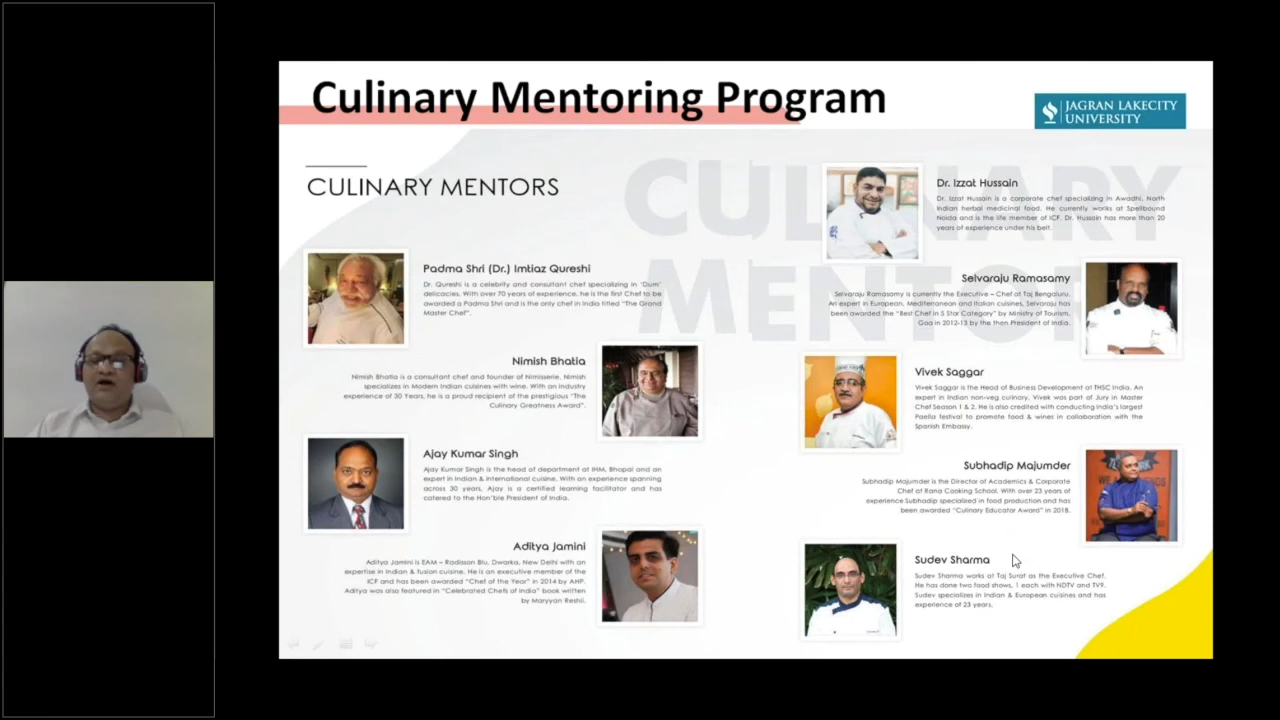 Culinary Mentoring Program
JAGRAN LAKECITY
UNIVERSITY
CULINARY MENTORS
CULINARY
MENTOR
Padma Shri (Dr.) Imtiaz Qureshi
Dr. Qureshi is a celebrity and consultant chef specializing in 'Dum'
delicacies. With over 70 years of experience, he is the first Chef to be
awarded a Padma Shri and is the only chef in India titled "The Grand
Master Chef".
Nimish Bhatia
Nimish Bhatia is a consultant chef and founder of Nimisserie. Nimish
specializes in Modern Indian cuisines with wine. With an industry
experience of 30 Years, he is a proud recipient of the prestigious "The
Culinary Greatness Award".
Ajay Kumar Singh
Ajay Kumar Singh is the head of department at IHM, Bhopal and an
expert in Indian & international cuisine. With an experience spanning
across 30 years, Ajay is a certified learning facilitator and has
catered to the Hon'ble President of India.
Aditya Jamini
Aditya Jamini is EAM – Radisson Blu, Dwarka, New Delhi with an
expertise in Indian & fusion cuisine. He is an executive member of the
ICF and has been awarded "Chef of the Year" in 2014 by AHP.
Aditya was also featured in "Celebrated Chefs of India" book written
by Marryan Reshii.
Dr. Izzat Hussain
Dr. Izzat Hussain is a corporate chef specializing in Awadhi, North
Indian herbal medicinal food. He currently works at Spellbound
Noida and is the life member of ICF. Dr. Hussain has more than 20
years of experience under his belt.
Selvaraju Ramasamy
Selvaraju Ramasamy is currently the Executive – Chef at Taj Bengaluru.
An expert in European, Mediterranean and Italian cuisines, Selvaraju has
been awarded the "Best Chef in 5 Star Category" by Ministry of Tourism,
Goa in 2012-13 by the then President of India.
Vivek Saggar
Vivek Saggar is the Head of Business Development at THSC India. An
expert in Indian non-veg culinary, Vivek was part of Jury in Master
Chef Season 1 & 2. He is also credited with conducting India's largest
Paella festival to promote food & wines in collaboration with the
Spanish Embassy.
Subhadip Majumder
Subhadip Majumder is the Director of Academics & Corporate
Chef at Rana Cooking School. With over 23 years of
experience Subhadip specialized in food production and has
been awarded "Culinary Educator Award" in 2018.
Sudev Sharma
Sudev Sharma works at Taj Surat as the Executive Chef.
He has done two food shows, 1 each with NDTV and TV9.
Sudev specializes in Indian & European cuisines and has
experience of 23 years.